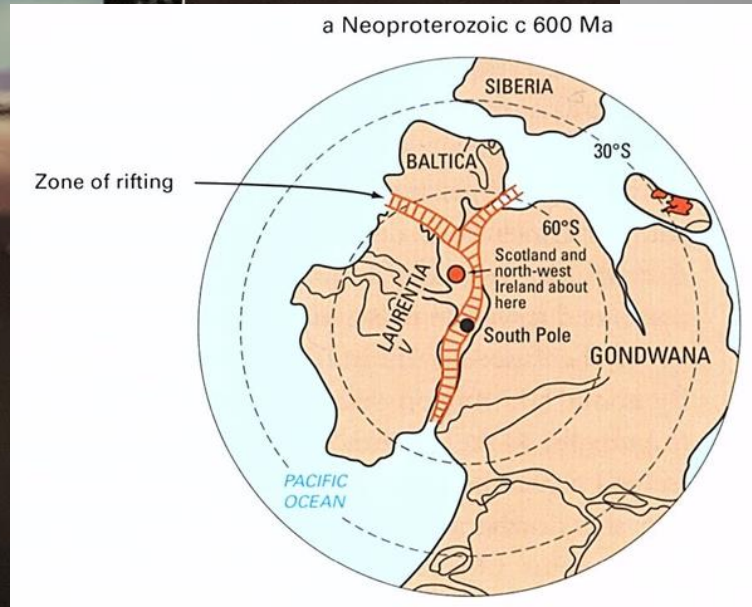 a Neoproterozoic c 600 Ma
SIBERIA
30°S
BALTICA
Zone of rifting
60°S
Scotland and
north-west
Ireland about
here
LAURENTIA
South Pole
GONDWANA
PACIFIC
OCEAN